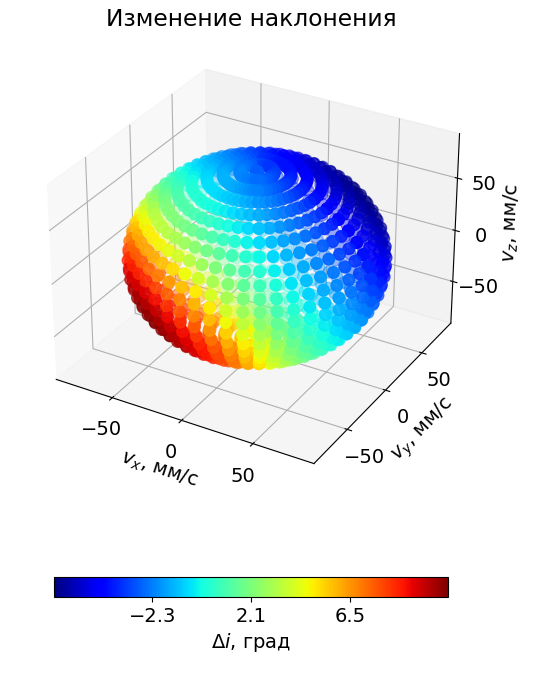 Изменение наклонения
50
0
−50
v_z, мм/с
50
0
−50
v_y, мм/с
−50
0
50
v_x, мм/с
−2.3 2.1 6.5
Δi, град